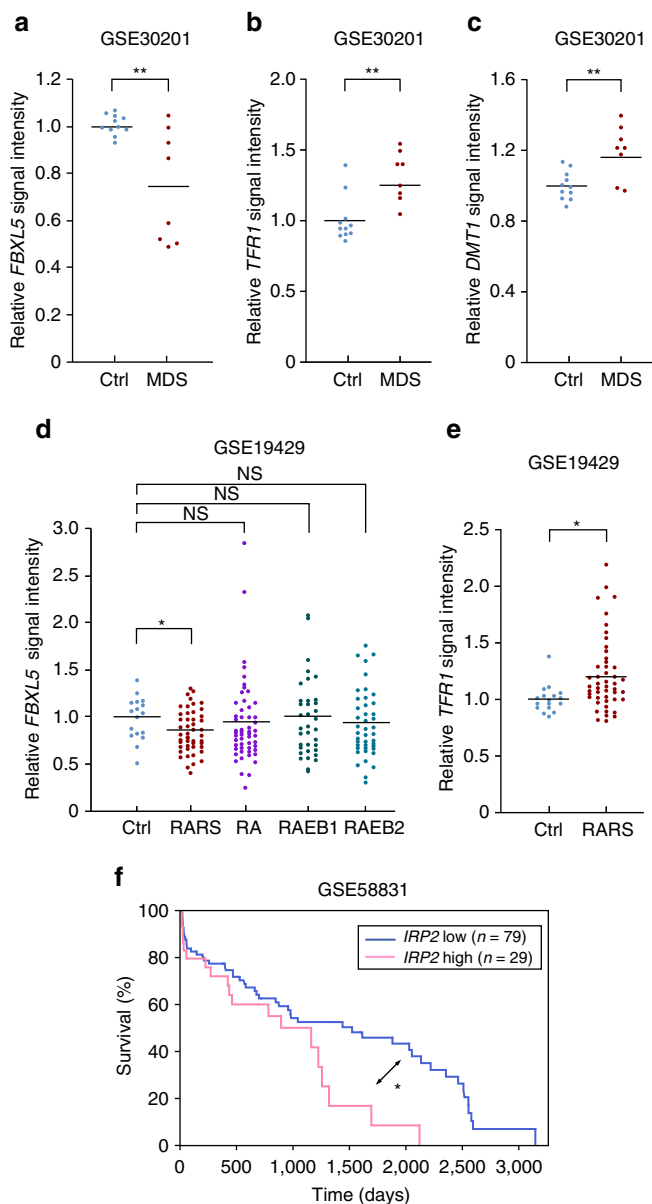 a
GSE30201
**
1.2
1.0
0.8
0.6
0.4
0.2
0
Relative FBXL5 signal intensity
Ctrl MDS
b
GSE30201
**
2.0
1.5
1.0
0.5
0
Relative TFR1 signal intensity
Ctrl MDS
c
GSE30201
**
1.6
1.2
0.8
0.4
0
Relative DMT1 signal intensity
Ctrl MDS
d
GSE19429
NS
NS
NS
*
3.0
2.5
2.0
1.5
1.0
0.5
0
Relative FBXL5 signal intensity
Ctrl RARS RA RAEB1 RAEB2
e
GSE19429
*
2.5
2.0
1.5
1.0
0.5
0
Relative TFR1 signal intensity
Ctrl RARS
f
GSE58831
100
80
60
40
20
0
Survival (%)
IRP2 low (n = 79)
IRP2 high (n = 29)
*
0 500 1,000 1,500 2,000 2,500 3,000
Time (days)